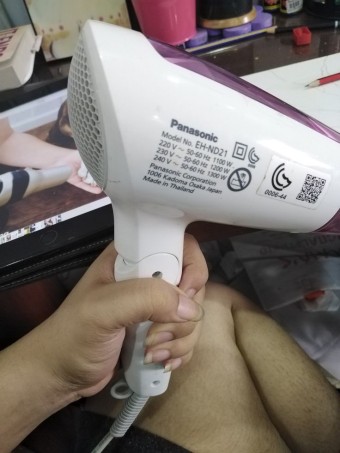 Panasonic
Model No. EH-ND21
220 V ~ 50-60 Hz 1100 W
230 V ~ 50-60 Hz 1200 W
240 V ~ 50-60 Hz 1300 W
Panasonic Corporation
1006 Kadoma Osaka Japan
Made in Thailand
0006-44